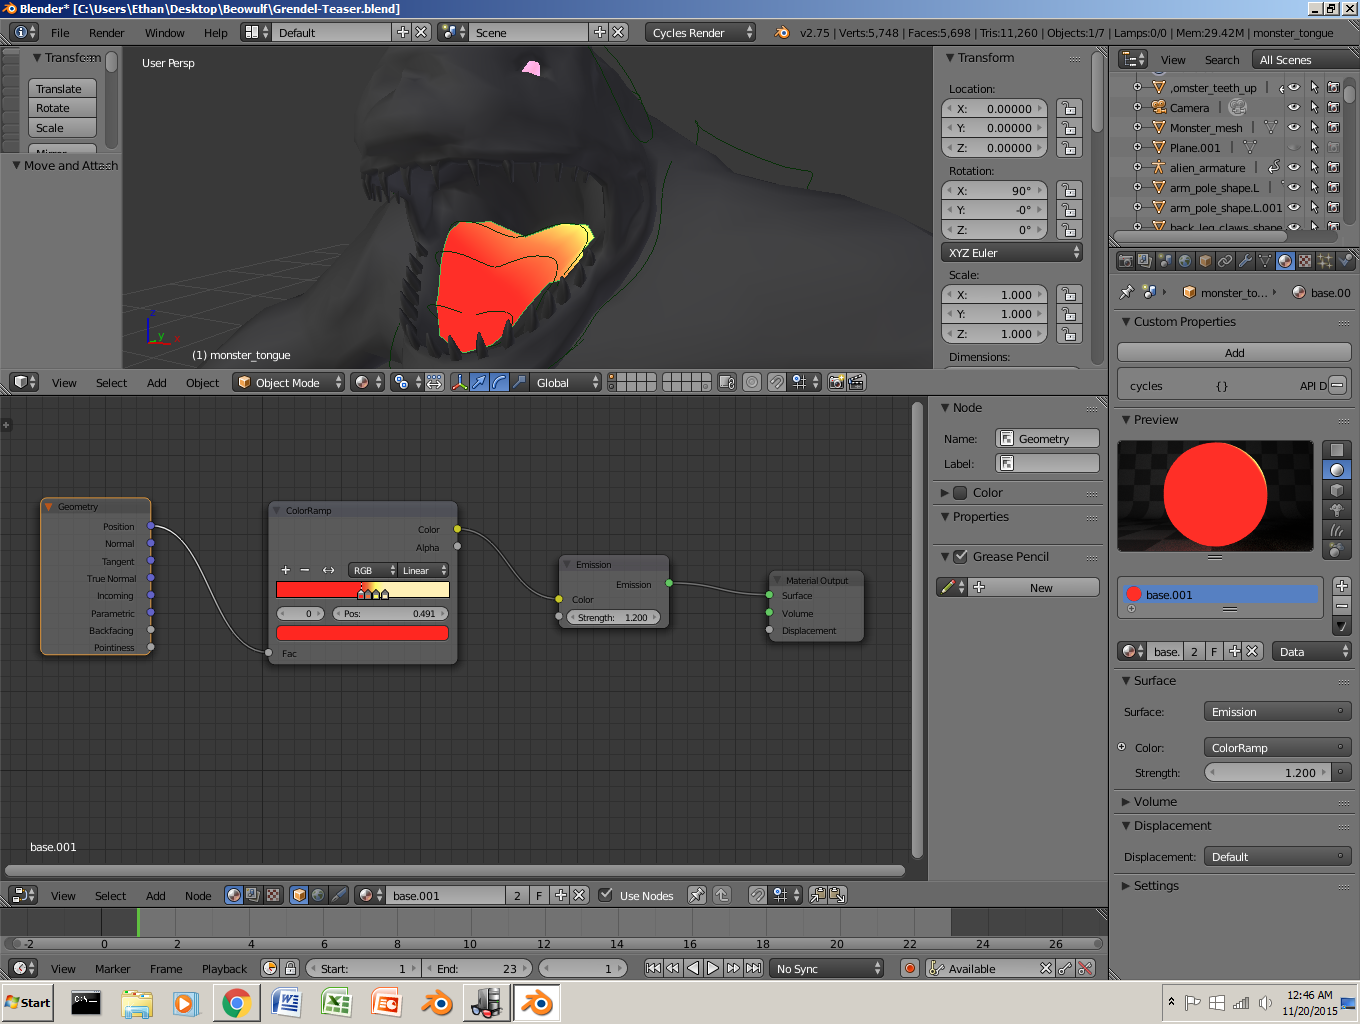 Blender* [C:\Users\Ethan\Desktop\Beowulf\Grendel-Teaser.blend]
File Render Window Help Default Scene Cycles Render v2.75 | Verts:5,748 | Faces:5,698 | Tris:11,260 | Objects:1/7 | Lamps:0/0 | Mem:29.42M | monster_tongue
Transform
Translate
Rotate
Scale
Move and Attach
User Persp
(1) monster_tongue
Transform
Location:
X: 0.00000
Y: 0.00000
Z: 0.00000
Rotation:
X: 90°
Y: -0°
Z: 0°
XYZ Euler
Scale:
X: 1.000
Y: 1.000
Z: 1.000
Dimensions:
View Search All Scenes
,omster_teeth_up
Camera
Monster_mesh
Plane.001
alien_armature
arm_pole_shape.L
arm_pole_shape.L.001
back_leg_claws_shape
View Select Add Object Object Mode Global
monster_to... base.00
Custom Properties
Add
cycles {} API D
Preview
base.001
base. 2 F Data
Surface
Surface: Emission
Color: ColorRamp
Strength: 1.200
Volume
Displacement
Displacement: Default
Settings
Geometry
Position
Normal
Tangent
True Normal
Incoming
Parametric
Backfacing
Pointiness
ColorRamp
Color
Alpha
+ − RGB Linear
0 Pos: 0.491
Fac
Emission
Emission
Color
Strength: 1.200
Material Output
Surface
Volume
Displacement
base.001
Node
Name: Geometry
Label:
Color
Properties
Grease Pencil
New
View Select Add Node base.001 2 F Use Nodes
-2 0 2 4 6 8 10 12 14 16 18 20 22 24 26
View Marker Frame Playback Start: 1 End: 23 1 No Sync Available
Start 12:46 AM
11/20/2015